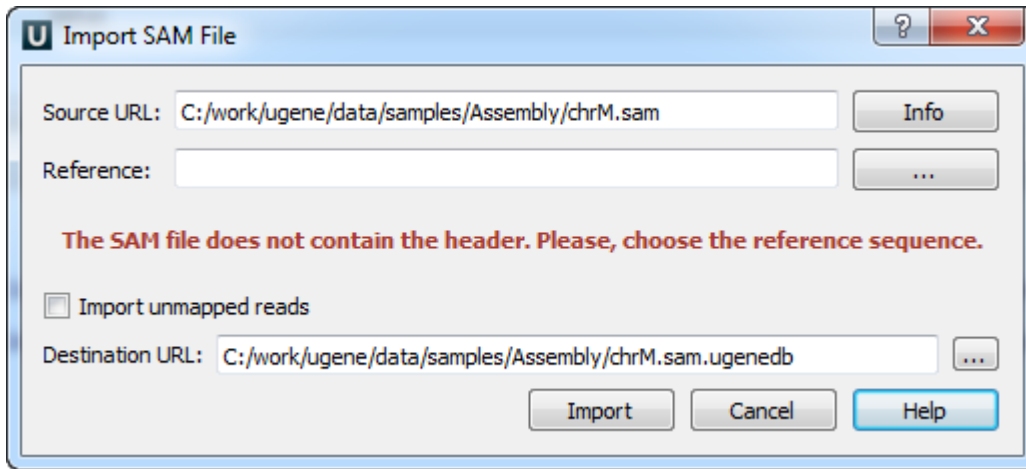 U Import SAM File ? X
Source URL: C:/work/ugene/data/samples/Assembly/chrM.sam Info
Reference: ...
The SAM file does not contain the header. Please, choose the reference sequence.
Import unmapped reads
Destination URL: C:/work/ugene/data/samples/Assembly/chrM.sam.ugenedb ...
Import Cancel Help